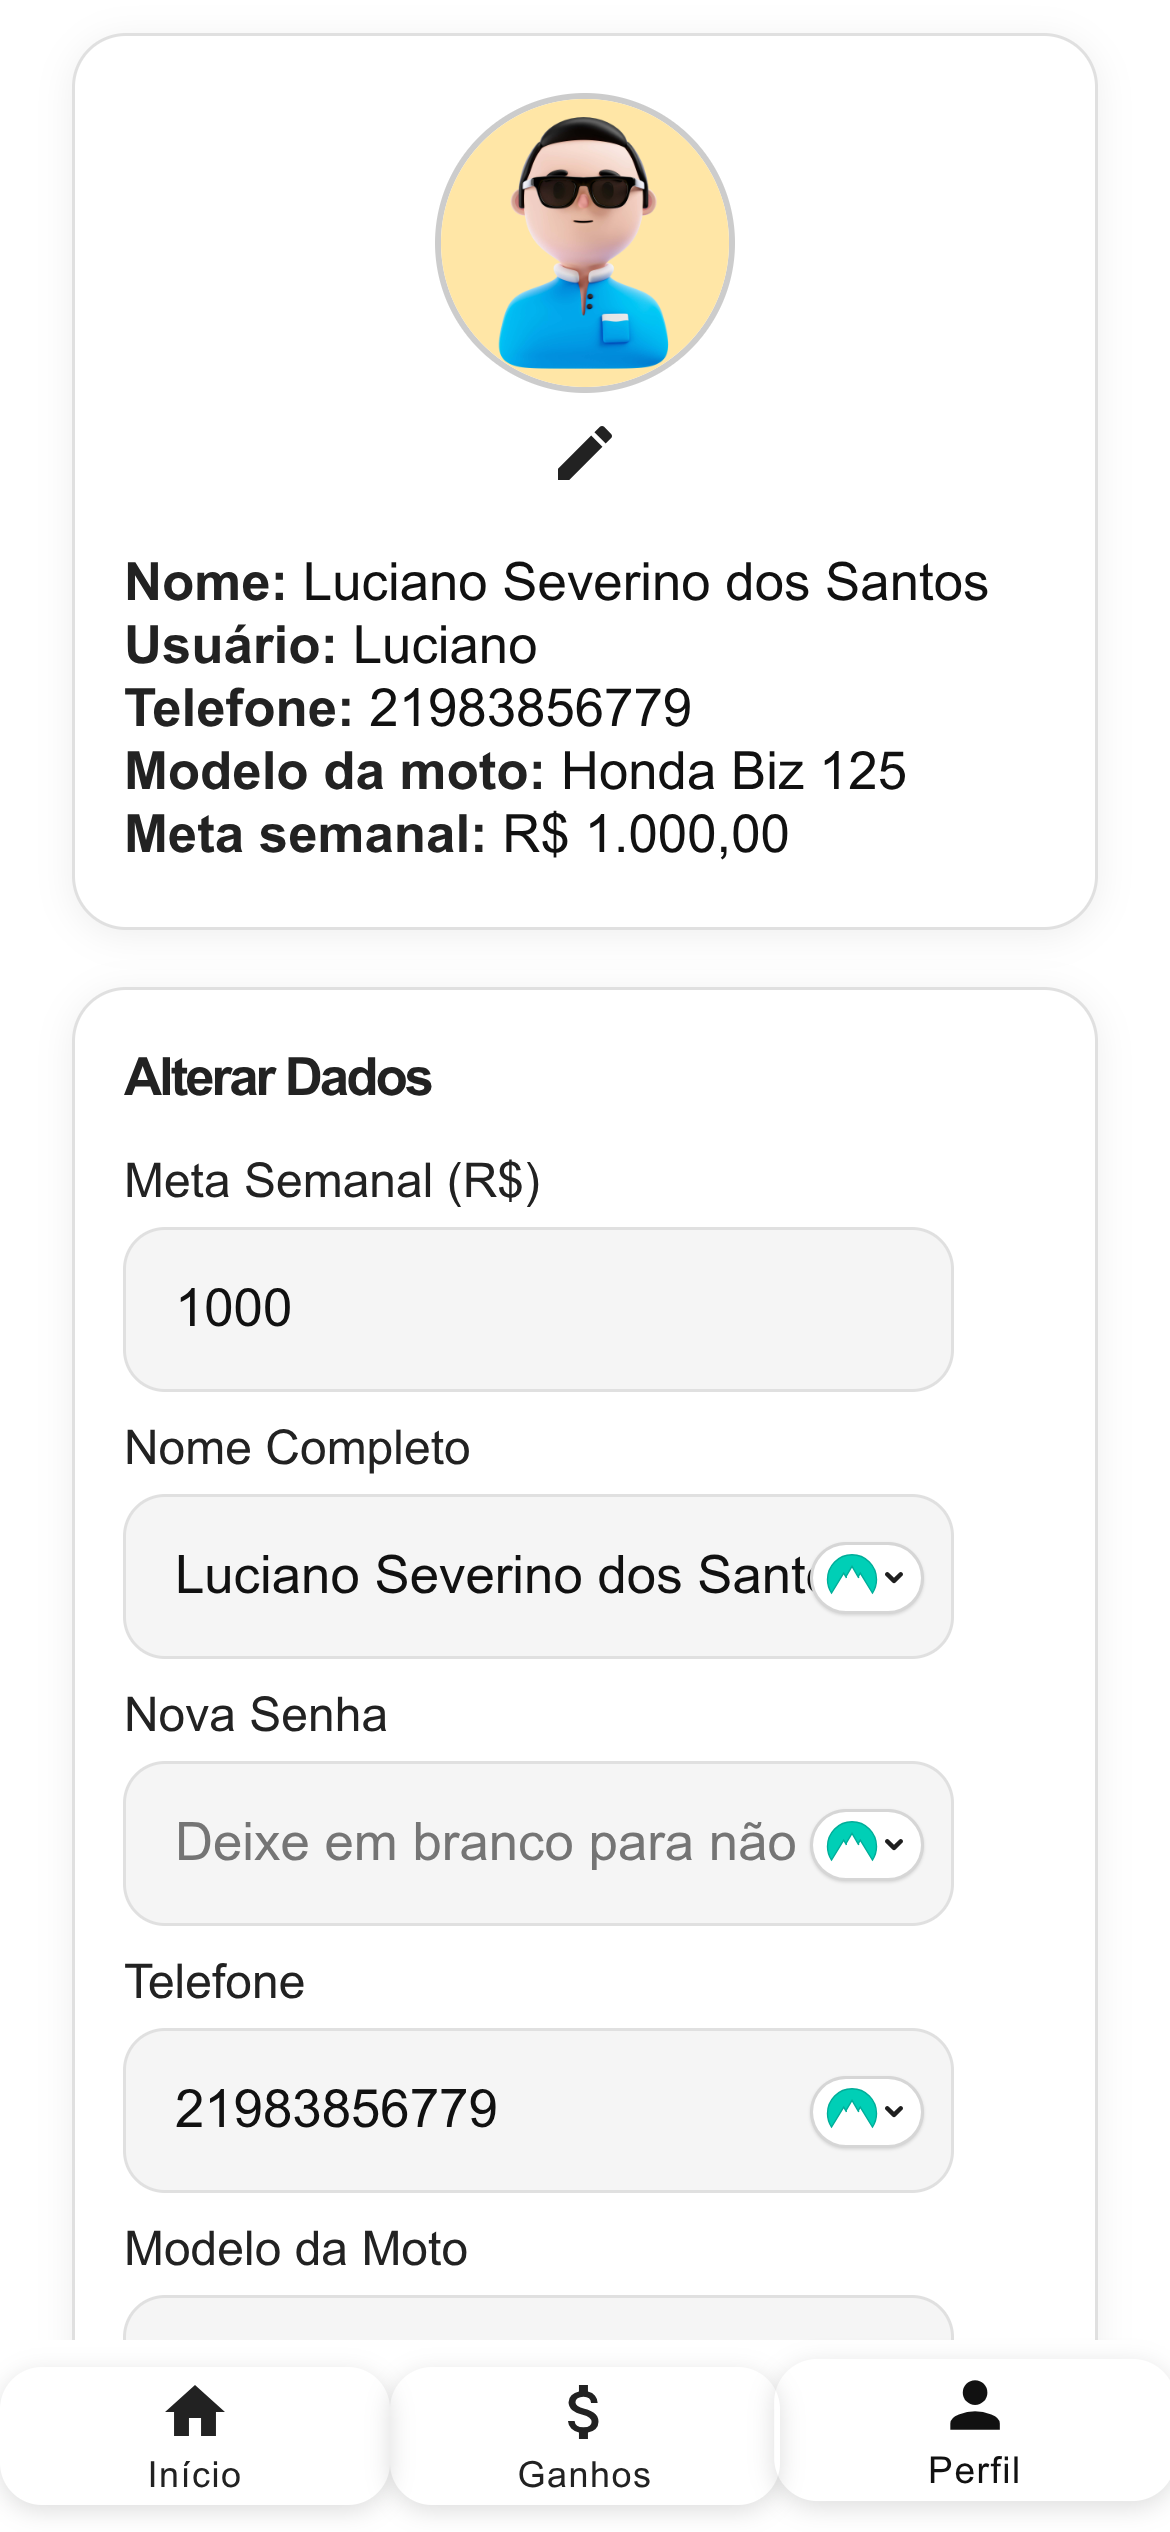 Nome: Luciano Severino dos Santos
Usuário: Luciano
Telefone: 21983856779
Modelo da moto: Honda Biz 125
Meta semanal: R$ 1.000,00
Alterar Dados
Meta Semanal (R$)
1000
Nome Completo
Luciano Severino dos Sant
Nova Senha
Deixe em branco para não
Telefone
21983856779
Modelo da Moto
Início
Ganhos
Perfil